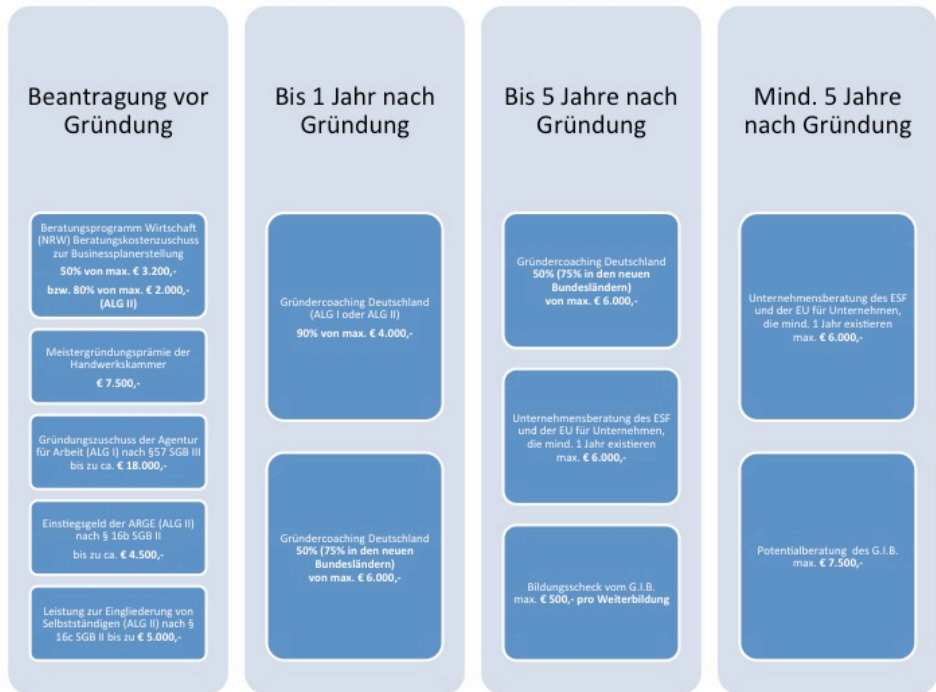 Beantragung vor
Gründung
Beratungsprogramm Wirtschaft
(NRW) Beratungskostenzuschuss
zur Businessplanerstellung
50% von max. € 3.200,-
bzw. 80% von max. € 2.000,-
(ALG II)
Meistergründungsprämie der
Handwerkskammer
€ 7.500,-
Gründungszuschuss der Agentur
für Arbeit (ALG I) nach §57 SGB III
bis zu ca. € 18.000,-
Einstiegsgeld der ARGE (ALG II)
nach § 16b SGB II
bis zu ca. € 4.500,-
Leistung zur Eingliederung von
Selbstständigen (ALG II) nach §
16c SGB II bis zu € 5.000,-
Bis 1 Jahr nach
Gründung
Gründercoaching Deutschland
(ALG I oder ALG II)
90% von max. € 4.000,-
Gründercoaching Deutschland
50% (75% in den neuen
Bundesländern)
von max. € 6.000,-
Bis 5 Jahre nach
Gründung
Gründercoaching Deutschland
50% (75% in den neuen
Bundesländern)
von max. € 6.000,-
Unternehmensberatung des ESF
und der EU für Unternehmen,
die mind. 1 Jahr existieren
max. € 6.000,-
Bildungsscheck vom G.I.B.
max. € 500,- pro Weiterbildung
Mind. 5 Jahre
nach Gründung
Unternehmensberatung des ESF
und der EU für Unternehmen,
die mind. 1 Jahr existieren
max. € 6.000,-
Potentialberatung des G.I.B.
max. € 7.500,-